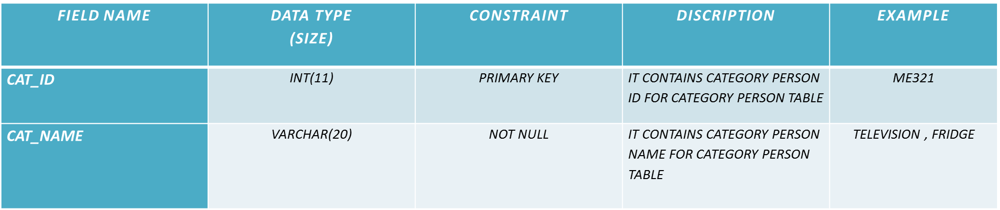 FIELD NAME
DATA TYPE
(SIZE)
CONSTRAINT
DISCRIPTION
EXAMPLE
CAT_ID
INT(11)
PRIMARY KEY
IT CONTAINS CATEGORY PERSON
ID FOR CATEGORY PERSON TABLE
ME321
CAT_NAME
VARCHAR(20)
NOT NULL
IT CONTAINS CATEGORY PERSON
NAME FOR CATEGORY PERSON
TABLE
TELEVISION , FRIDGE